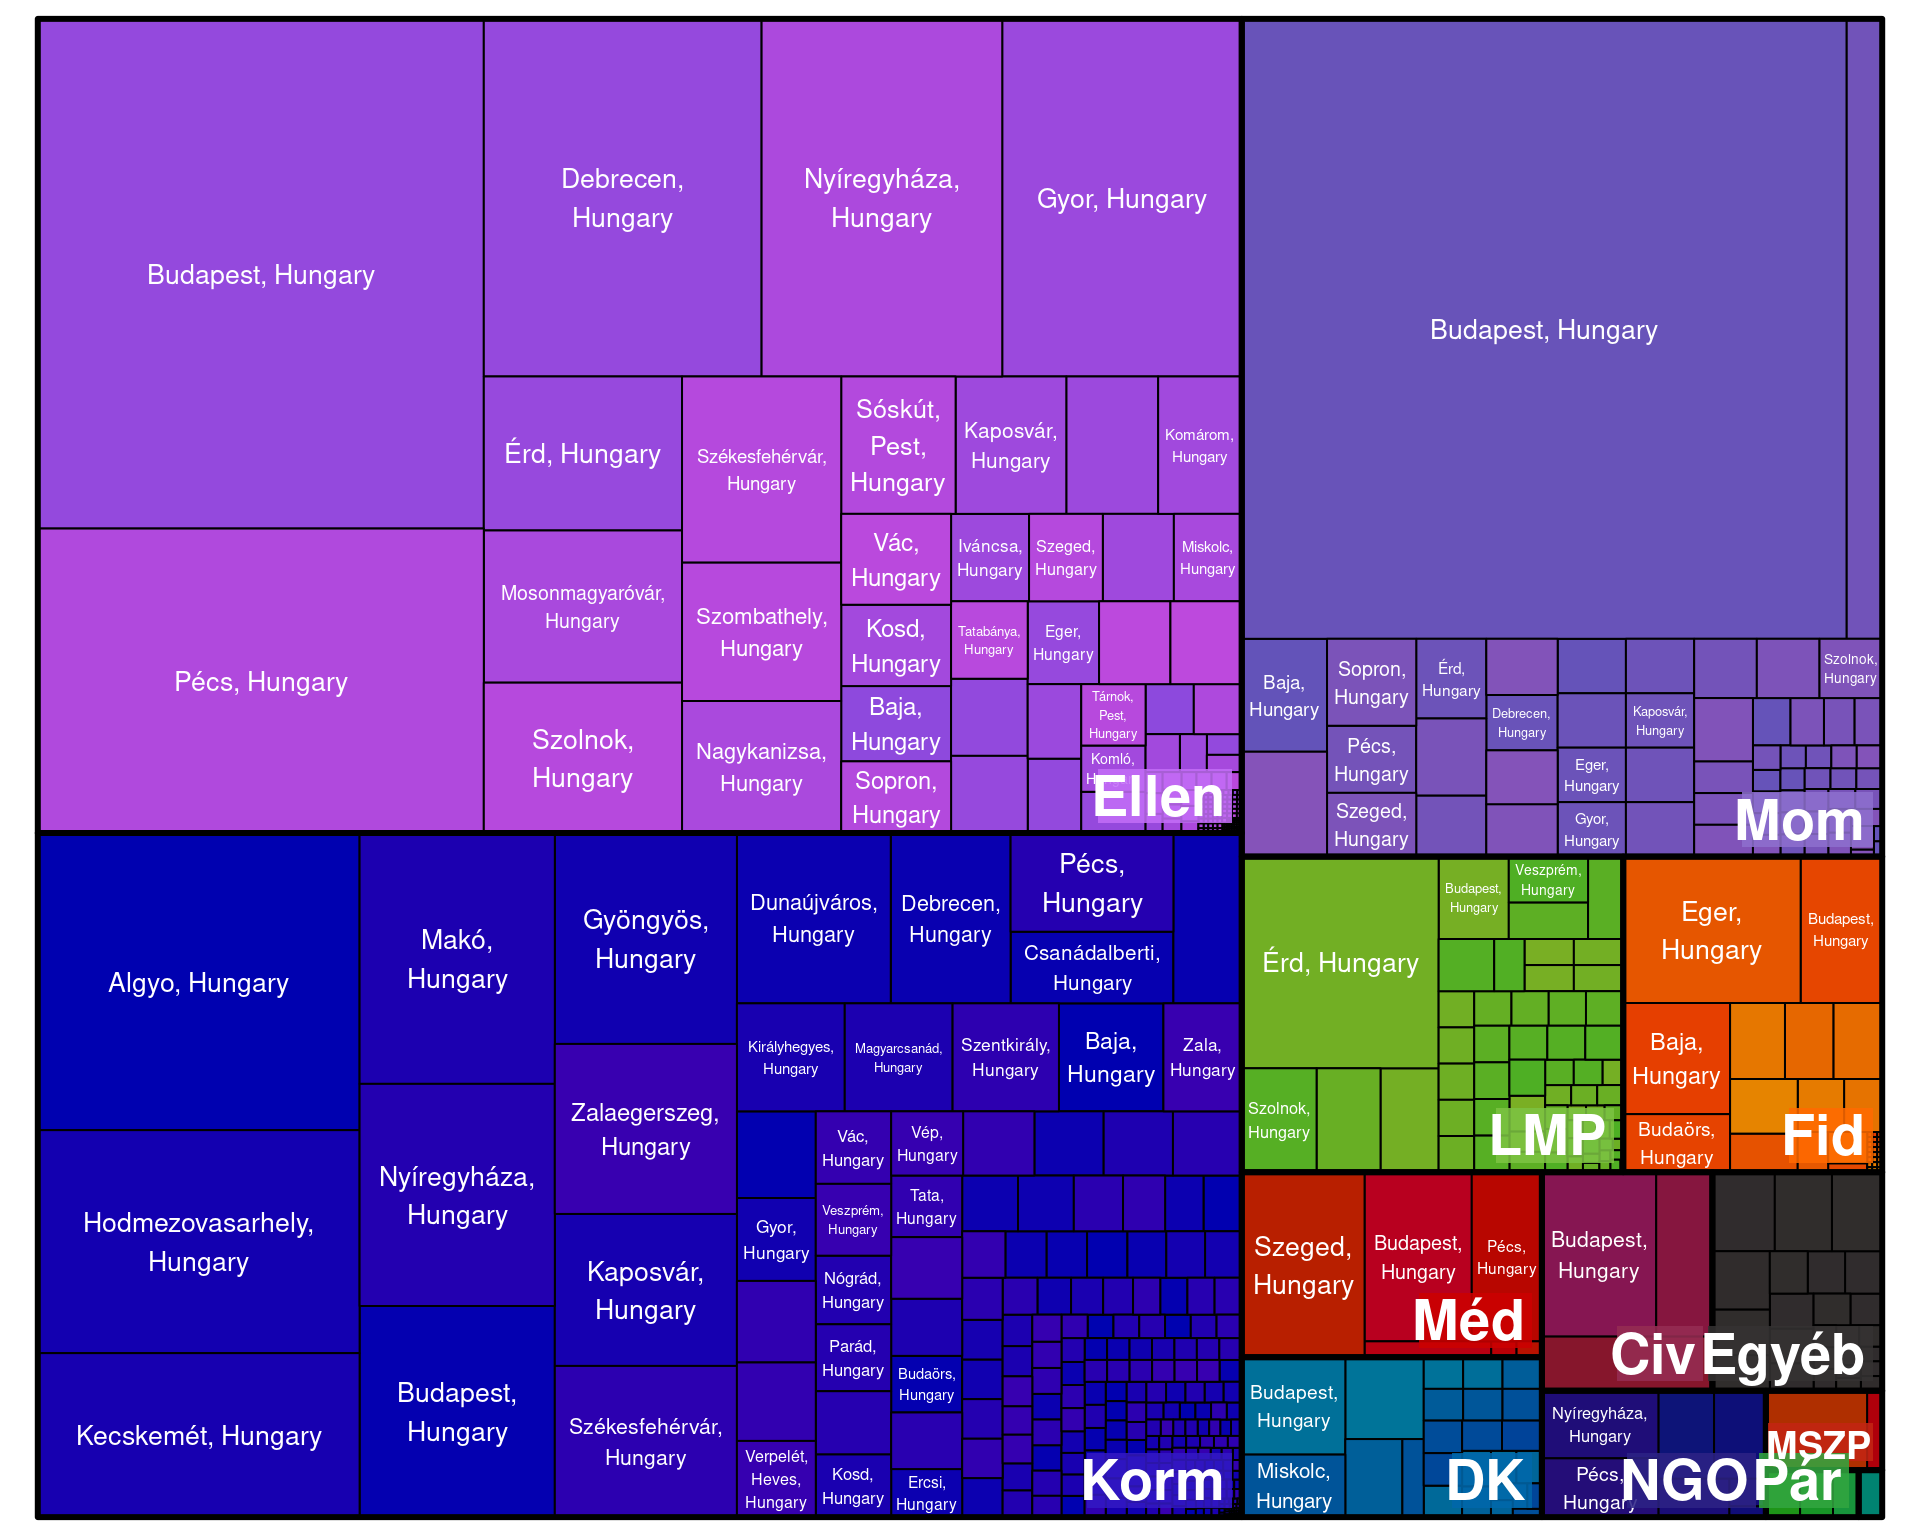 Budapest, Hungary
Debrecen,
Hungary
Nyíregyháza,
Hungary
Gyor, Hungary
Érd, Hungary
Székesfehérvár,
Hungary
Sóskút,
Pest,
Hungary
Kaposvár,
Hungary
Komárom,
Hungary
Pécs, Hungary
Mosonmagyaróvár,
Hungary
Szombathely,
Hungary
Vác,
Hungary
Iváncsa,
Hungary
Szeged,
Hungary
Miskolc,
Hungary
Kosd,
Hungary
Tatabánya,
Hungary
Eger,
Hungary
Szolnok,
Hungary
Nagykanizsa,
Hungary
Baja,
Hungary
Tárnok,
Pest,
Hungary
Sopron,
Hungary
Komló,
Ellen
Budapest, Hungary
Baja,
Hungary
Sopron,
Hungary
Érd,
Hungary
Szolnok,
Hungary
Debrecen,
Hungary
Kaposvár,
Hungary
Pécs,
Hungary
Eger,
Hungary
Szeged,
Hungary
Gyor,
Hungary
Mom
Algyo, Hungary
Makó,
Hungary
Gyöngyös,
Hungary
Dunaújváros,
Hungary
Debrecen,
Hungary
Pécs,
Hungary
Csanádalberti,
Hungary
Királyhegyes,
Hungary
Magyarcsanád,
Hungary
Szentkirály,
Hungary
Baja,
Hungary
Zala,
Hungary
Hodmezovasarhely,
Hungary
Nyíregyháza,
Hungary
Zalaegerszeg,
Hungary
Vác,
Hungary
Vép,
Hungary
Veszprém,
Hungary
Tata,
Hungary
Gyor,
Hungary
Kaposvár,
Hungary
Nógrád,
Hungary
Parád,
Hungary
Budaörs,
Hungary
Kecskemét, Hungary
Budapest,
Hungary
Székesfehérvár,
Hungary
Verpelét,
Heves,
Hungary
Kosd,
Hungary
Ercsi,
Hungary
Korm
Érd, Hungary
Budapest,
Hungary
Veszprém,
Hungary
Szolnok,
Hungary
LMP
Eger,
Hungary
Budapest,
Hungary
Baja,
Hungary
Budaörs,
Hungary
Fid
Szeged,
Hungary
Budapest,
Hungary
Pécs,
Hungary
Méd
Budapest,
Hungary
Civ
Egyéb
Budapest,
Hungary
Miskolc,
Hungary
DK
Nyíregyháza,
Hungary
Pécs,
Hungary
NGO
MSZP
Pár